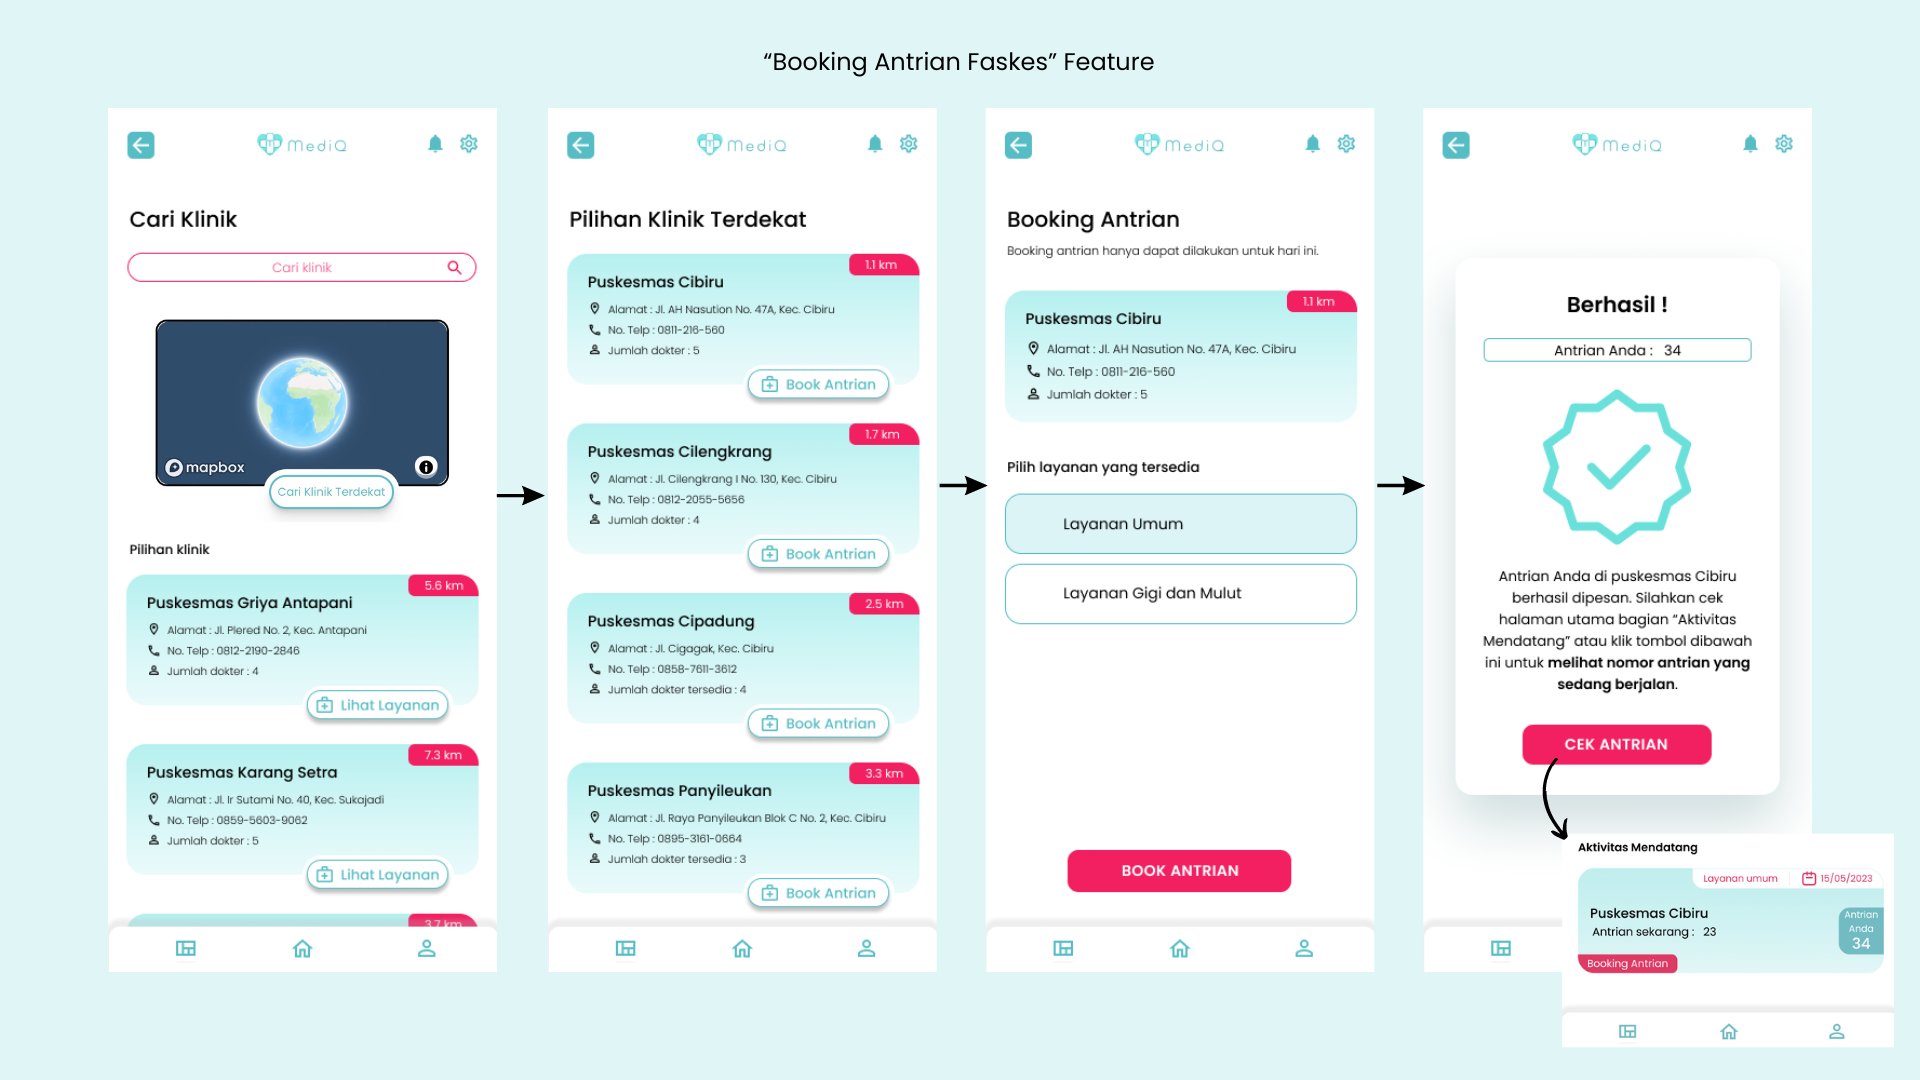 “Booking Antrian Faskes” Feature
MediQ
Cari Klinik
Cari klinik
mapbox
Cari Klinik Terdekat
Pilihan klinik
5.6 km
Puskesmas Griya Antapani
Alamat : Jl. Plered No. 2, Kec. Antapani
No. Telp : 0812-2190-2846
Jumlah dokter : 4
Lihat Layanan
7.3 km
Puskesmas Karang Setra
Alamat : Jl. Ir Sutami No. 40, Kec. Sukajadi
No. Telp : 0859-5603-9062
Jumlah dokter : 5
Lihat Layanan
3.7 km
MediQ
Pilihan Klinik Terdekat
1.1 km
Puskesmas Cibiru
Alamat : Jl. AH Nasution No. 47A, Kec. Cibiru
No. Telp : 0811-216-560
Jumlah dokter : 5
Book Antrian
1.7 km
Puskesmas Cilengkrang
Alamat : Jl. Cilengkrang I No. 130, Kec. Cibiru
No. Telp : 0812-2055-5656
Jumlah dokter : 4
Book Antrian
2.5 km
Puskesmas Cipadung
Alamat : Jl. Cigagak, Kec. Cibiru
No. Telp : 0858-7611-3612
Jumlah dokter tersedia : 4
Book Antrian
3.3 km
Puskesmas Panyileukan
Alamat : Jl. Raya Panyileukan Blok C No. 2, Kec. Cibiru
No. Telp : 0895-3161-0664
Jumlah dokter tersedia : 3
Book Antrian
MediQ
Booking Antrian
Booking antrian hanya dapat dilakukan untuk hari ini.
1.1 km
Puskesmas Cibiru
Alamat : Jl. AH Nasution No. 47A, Kec. Cibiru
No. Telp : 0811-216-560
Jumlah dokter : 5
Pilih layanan yang tersedia
Layanan Umum
Layanan Gigi dan Mulut
BOOK ANTRIAN
MediQ
Berhasil !
Antrian Anda : 34
Antrian Anda di puskesmas Cibiru
berhasil dipesan. Silahkan cek
halaman utama bagian “Aktivitas
Mendatang” atau klik tombol dibawah
ini untuk melihat nomor antrian yang
sedang berjalan.
CEK ANTRIAN
Aktivitas Mendatang
Layanan umum 15/05/2023
Puskesmas Cibiru
Antrian sekarang : 23
Antrian
Anda
34
Booking Antrian